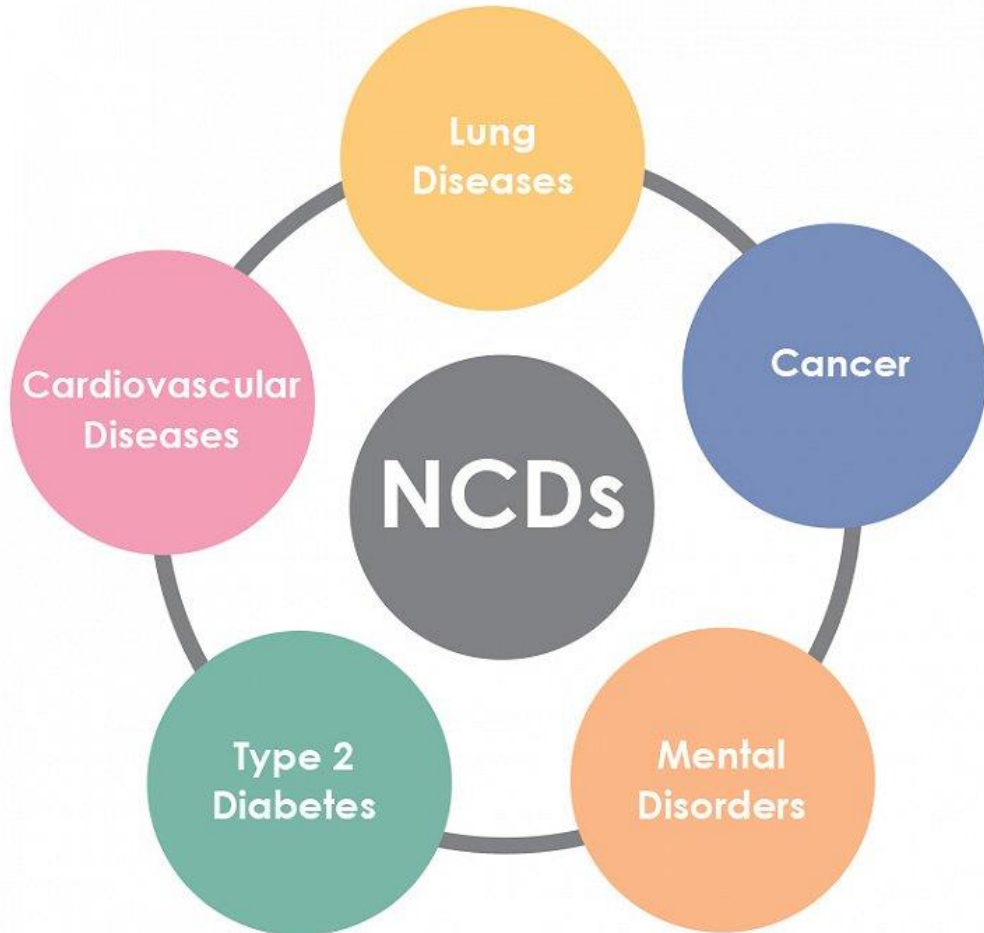 Lung
Diseases
Cancer
Cardiovascular
Diseases
NCDs
Type 2
Diabetes
Mental
Disorders